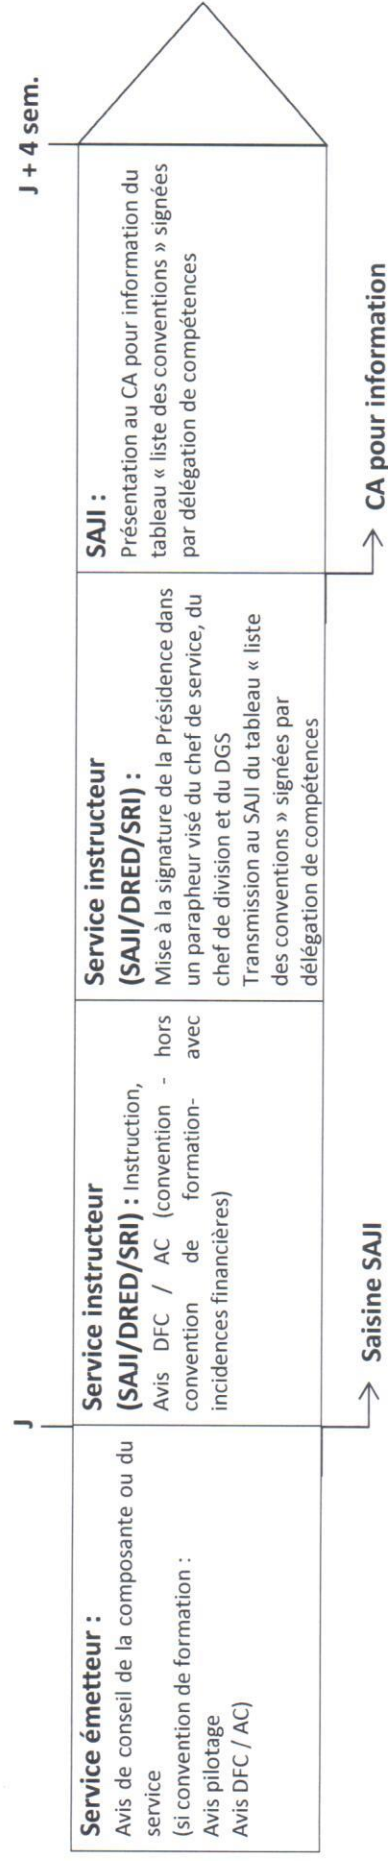 J
J + 4 sem.
Service émetteur :
Avis de conseil de la composante ou du
service
(si convention de formation :
Avis pilotage
Avis DFC / AC)
Service instructeur
(SAJI/DRED/SRI) : Instruction,
Avis DFC / AC (convention - hors
convention de formation- avec
incidences financières)
Service instructeur
(SAJI/DRED/SRI) :
Mise à la signature de la Présidence dans
un parapheur visé du chef de service, du
chef de division et du DGS
Transmission au SAJI du tableau « liste
des conventions » signées par
délégation de compétences
SAJI :
Présentation au CA pour information du
tableau « liste des conventions » signées
par délégation de compétences
Saisine SAJI
CA pour information